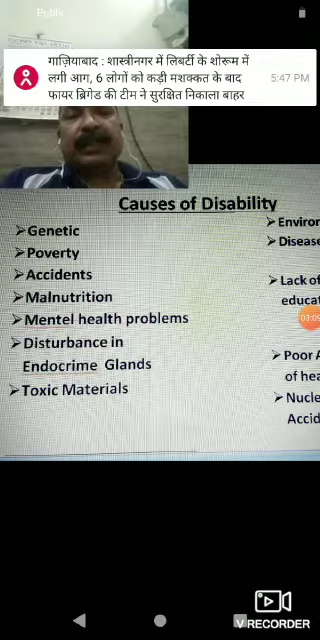 Public
गाज़ियाबाद : शास्त्रीनगर में लिबर्टी के शोरूम में
लगी आग, 6 लोगों को कड़ी मशक्कत के बाद
फायर ब्रिगेड की टीम ने सुरक्षित निकाला बाहर
5:47 PM
Causes of Disability
➢Genetic
➢Poverty
➢Accidents
➢Malnutrition
➢Mental health problems
➢Disturbance in
Endocrime Glands
➢Toxic Materials
➢Environ
➢Disease
➢Lack of
educat
03:09
➢Poor A
of hea
➢Nucle
Accid
V RECORDER